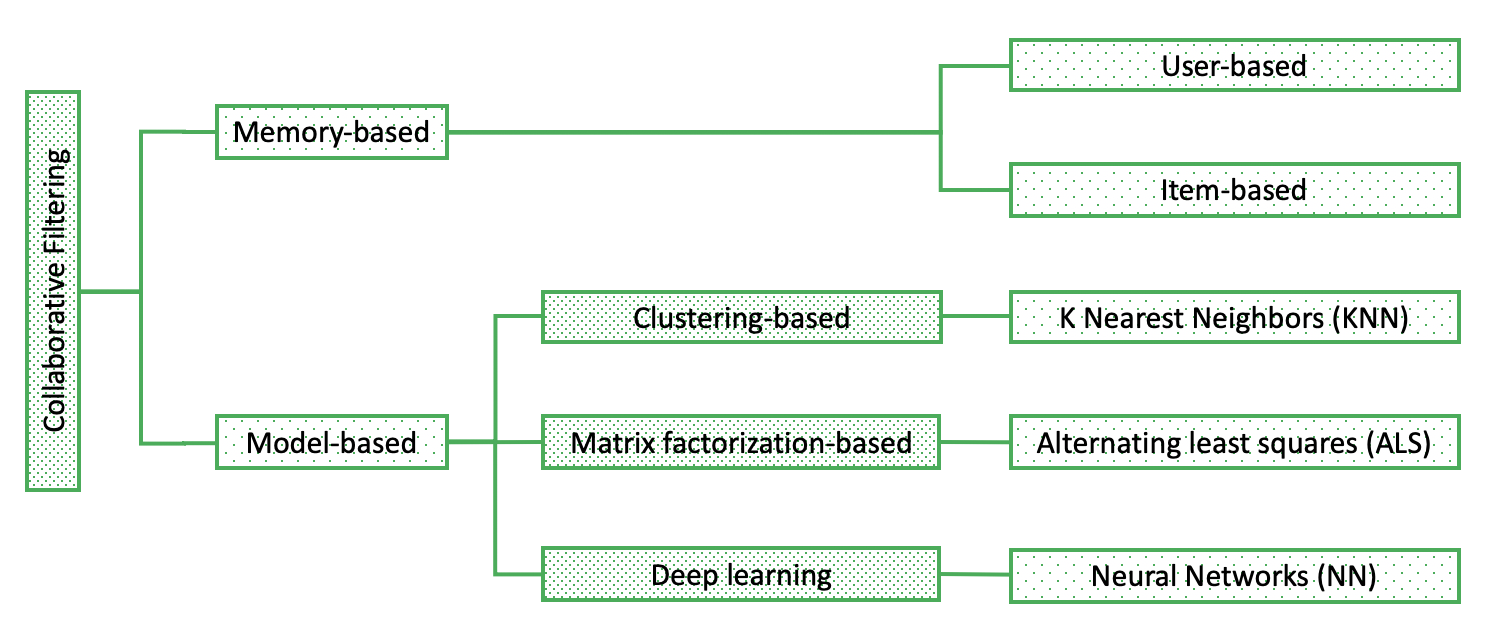 Collaborative Filtering
Memory-based
User-based
Item-based
Model-based
Clustering-based
K Nearest Neighbors (KNN)
Matrix factorization-based
Alternating least squares (ALS)
Deep learning
Neural Networks (NN)